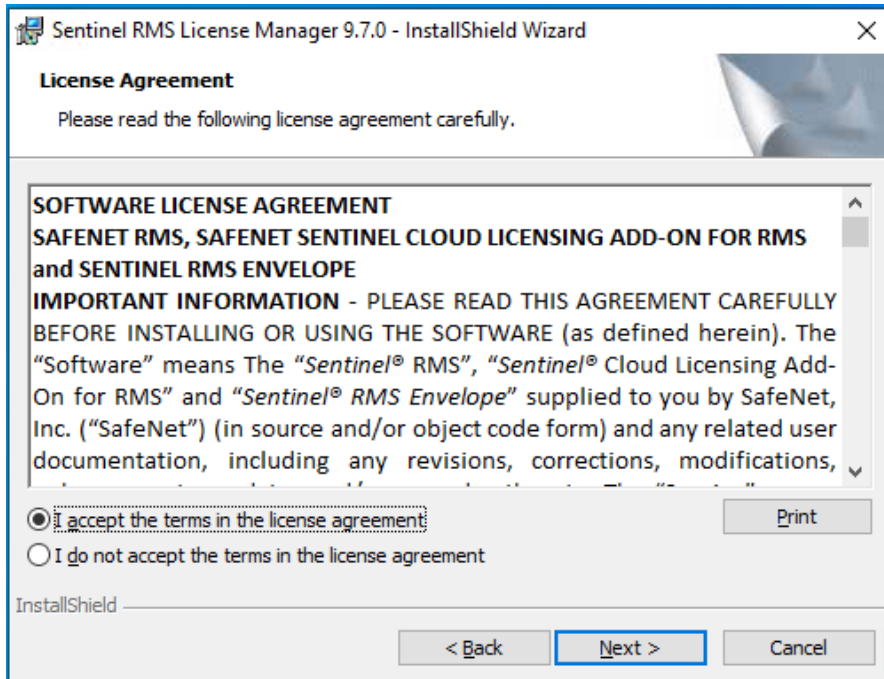 Sentinel RMS License Manager 9.7.0 - InstallShield Wizard
License Agreement
Please read the following license agreement carefully.
SOFTWARE LICENSE AGREEMENT
SAFENET RMS, SAFENET SENTINEL CLOUD LICENSING ADD-ON FOR RMS
and SENTINEL RMS ENVELOPE
IMPORTANT INFORMATION - PLEASE READ THIS AGREEMENT CAREFULLY
BEFORE INSTALLING OR USING THE SOFTWARE (as defined herein). The
“Software” means The “Sentinel® RMS”, “Sentinel® Cloud Licensing Add-
On for RMS” and “Sentinel® RMS Envelope” supplied to you by SafeNet,
Inc. (“SafeNet”) (in source and/or object code form) and any related user
documentation, including any revisions, corrections, modifications,
I accept the terms in the license agreement
Print
I do not accept the terms in the license agreement
InstallShield
< Back
Next >
Cancel